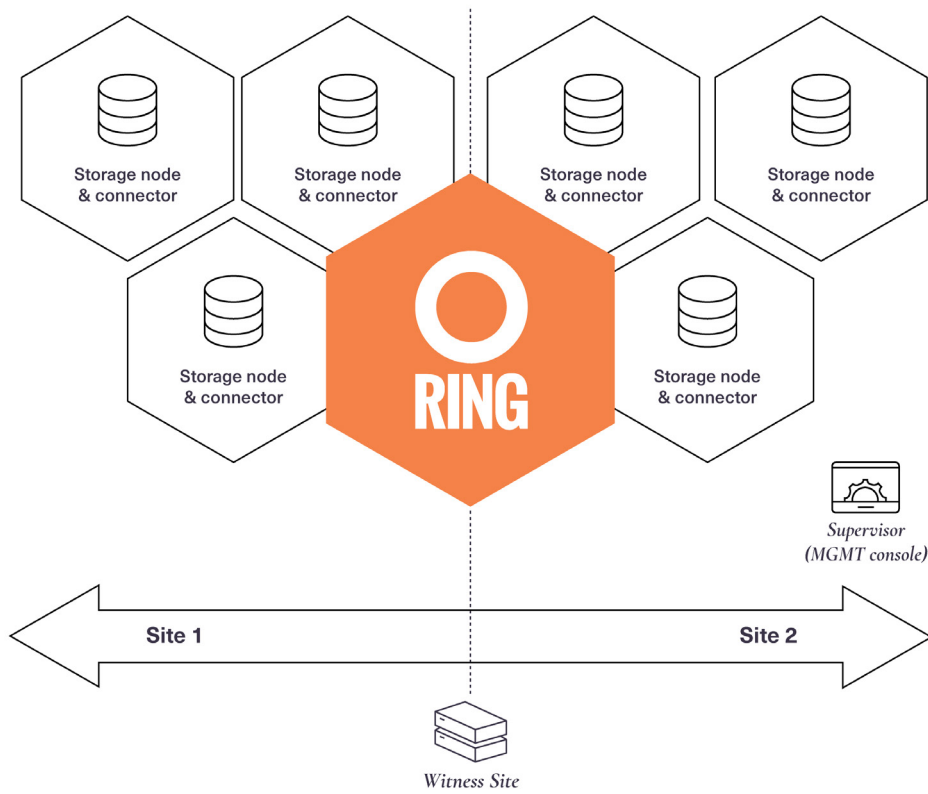 Storage node
& connector
Storage node
& connector
Storage node
& connector
Storage node
& connector
Storage node
& connector
Storage node
& connector
RING
Supervisor
(MGMT console)
Site 1
Site 2
Witness Site